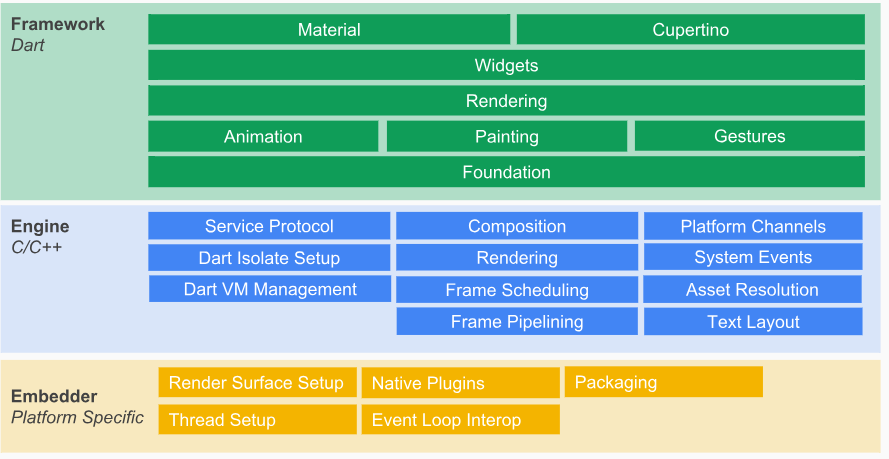 Framework
Dart
Material Cupertino
Widgets
Rendering
Animation Painting Gestures
Foundation
Engine
C/C++
Service Protocol Composition Platform Channels
Dart Isolate Setup Rendering System Events
Dart VM Management Frame Scheduling Asset Resolution
Frame Pipelining Text Layout
Embedder
Platform Specific
Render Surface Setup Native Plugins Packaging
Thread Setup Event Loop Interop